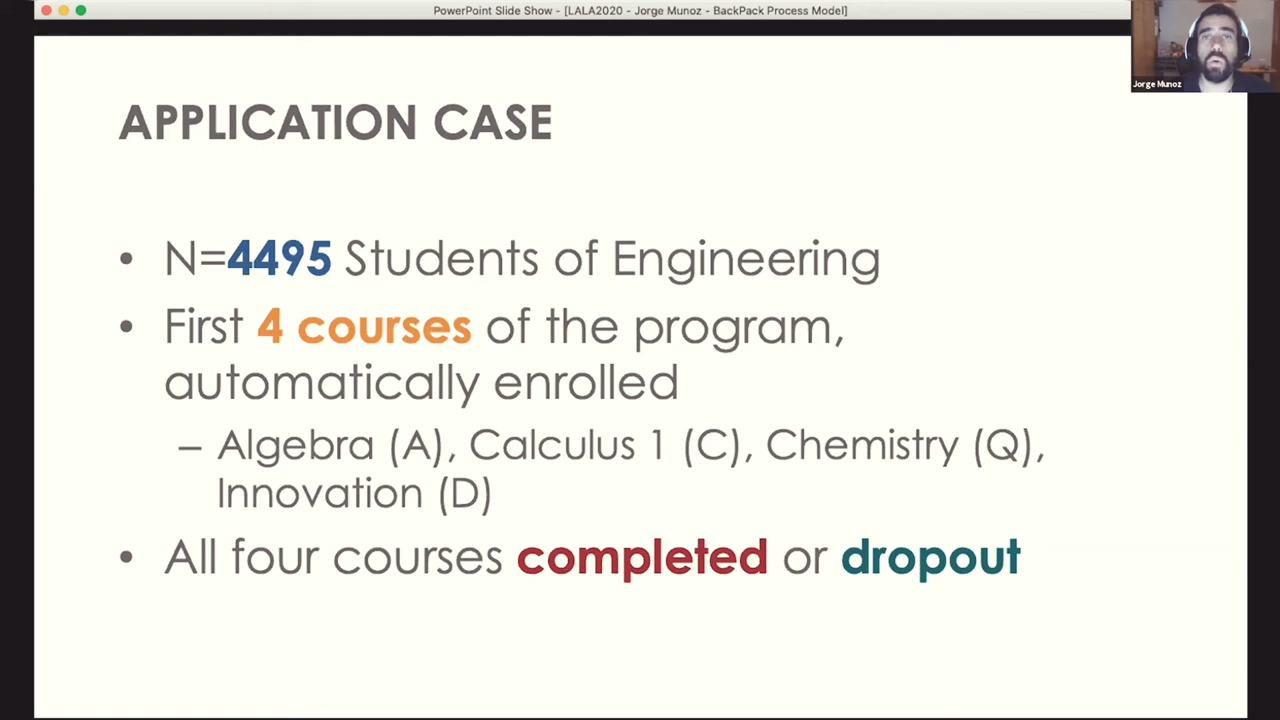 PowerPoint Slide Show - [LALA2020 - Jorge Munoz - BackPack Process Model]
Jorge Munoz
APPLICATION CASE
• N=4495 Students of Engineering
• First 4 courses of the program,
automatically enrolled
– Algebra (A), Calculus 1 (C), Chemistry (Q),
Innovation (D)
• All four courses completed or dropout